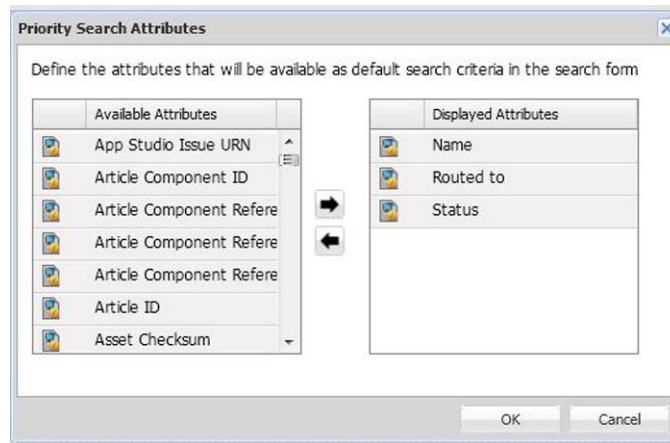 Priority Search Attributes
Define the attributes that will be available as default search criteria in the search form
Available Attributes
App Studio Issue URN
Article Component ID
Article Component Refere
Article Component Refere
Article Component Refere
Article ID
Asset Checksum
Displayed Attributes
Name
Routed to
Status
OK
Cancel